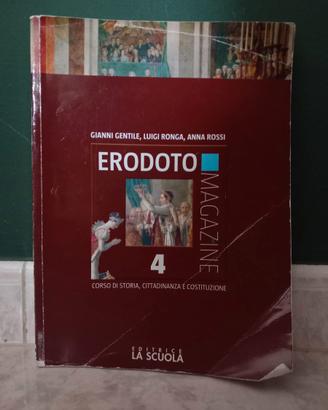 GIANNI GENTILE, LUIGI RONGA, ANNA ROSSI
ERODOTO
MAGAZINE
4
CORSO DI STORIA, CITTADINANZA E COSTITUZIONE
EDITRICE
LA SCUOLA